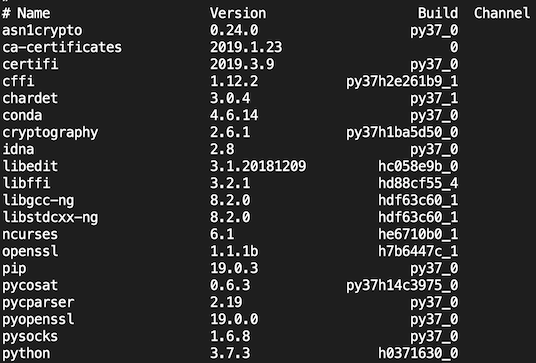 #
# Name Version Build Channel
asn1crypto 0.24.0 py37_0
ca-certificates 2019.1.23 0
certifi 2019.3.9 py37_0
cffi 1.12.2 py37h2e261b9_1
chardet 3.0.4 py37_1
conda 4.6.14 py37_0
cryptography 2.6.1 py37h1ba5d50_0
idna 2.8 py37_0
libedit 3.1.20181209 hc058e9b_0
libffi 3.2.1 hd88cf55_4
libgcc-ng 8.2.0 hdf63c60_1
libstdcxx-ng 8.2.0 hdf63c60_1
ncurses 6.1 he6710b0_1
openssl 1.1.1b h7b6447c_1
pip 19.0.3 py37_0
pycosat 0.6.3 py37h14c3975_0
pycparser 2.19 py37_0
pyopenssl 19.0.0 py37_0
pysocks 1.6.8 py37_0
python 3.7.3 h0371630_0